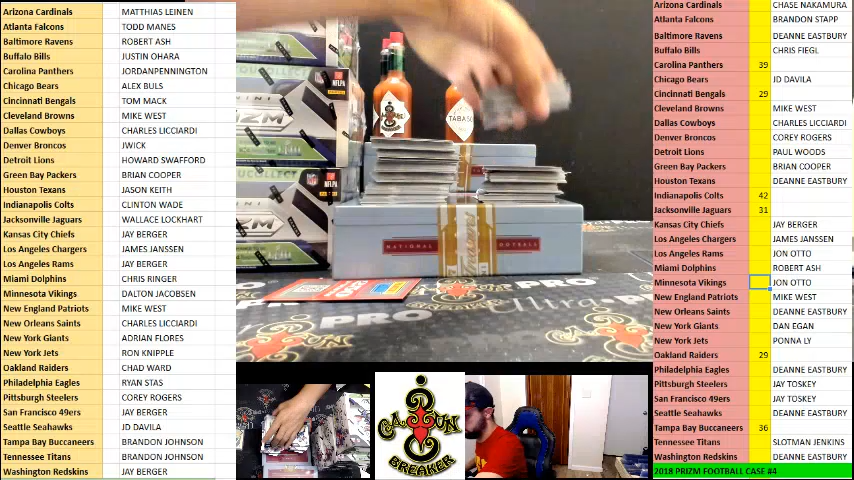 Arizona Cardinals MATTHIAS LEINEN
Atlanta Falcons TODD MANES
Baltimore Ravens ROBERT ASH
Buffalo Bills JUSTIN OHARA
Carolina Panthers JORDANPENNINGTON
Chicago Bears ALEX BULS
Cincinnati Bengals TOM MACK
Cleveland Browns MIKE WEST
Dallas Cowboys CHARLES LICCIARDI
Denver Broncos JWICK
Detroit Lions HOWARD SWAFFORD
Green Bay Packers BRIAN COOPER
Houston Texans JASON KEITH
Indianapolis Colts CLINTON WADE
Jacksonville Jaguars WALLACE LOCKHART
Kansas City Chiefs JAY BERGER
Los Angeles Chargers JAMES JANSSEN
Los Angeles Rams JAY BERGER
Miami Dolphins CHRIS RINGER
Minnesota Vikings DALTON JACOBSEN
New England Patriots MIKE WEST
New Orleans Saints CHARLES LICCIARDI
New York Giants ADRIAN FLORES
New York Jets RON KNIPPLE
Oakland Raiders CHAD WARD
Philadelphia Eagles RYAN STAS
Pittsburgh Steelers COREY ROGERS
San Francisco 49ers JAY BERGER
Seattle Seahawks JD DAVILA
Tampa Bay Buccaneers BRANDON JOHNSON
Tennessee Titans BRANDON JOHNSON
Washington Redskins JAY BERGER
TABASCO
NATIONAL FOOTBALL
PRO
PRO
CAJUN
BREAKER
Arizona Cardinals CHASE NAKAMURA
Atlanta Falcons BRANDON STAPP
Baltimore Ravens DEANNE EASTBURY
Buffalo Bills CHRIS FIEGL
Carolina Panthers 39
Chicago Bears JD DAVILA
Cincinnati Bengals 29
Cleveland Browns MIKE WEST
Dallas Cowboys CHARLES LICCIARDI
Denver Broncos COREY ROGERS
Detroit Lions PAUL WOODS
Green Bay Packers BRIAN COOPER
Houston Texans DEANNE EASTBURY
Indianapolis Colts 42
Jacksonville Jaguars 31
Kansas City Chiefs JAY BERGER
Los Angeles Chargers JAMES JANSSEN
Los Angeles Rams JON OTTO
Miami Dolphins ROBERT ASH
Minnesota Vikings JON OTTO
New England Patriots MIKE WEST
New Orleans Saints DEANNE EASTBURY
New York Giants DAN EGAN
New York Jets PONNA LY
Oakland Raiders 29
Philadelphia Eagles DEANNE EASTBURY
Pittsburgh Steelers JAY TOSKEY
San Francisco 49ers JAY TOSKEY
Seattle Seahawks DEANNE EASTBURY
Tampa Bay Buccaneers 36
Tennessee Titans SLOTMAN JENKINS
Washington Redskins DEANNE EASTBURY
2018 PRIZM FOOTBALL CASE #4